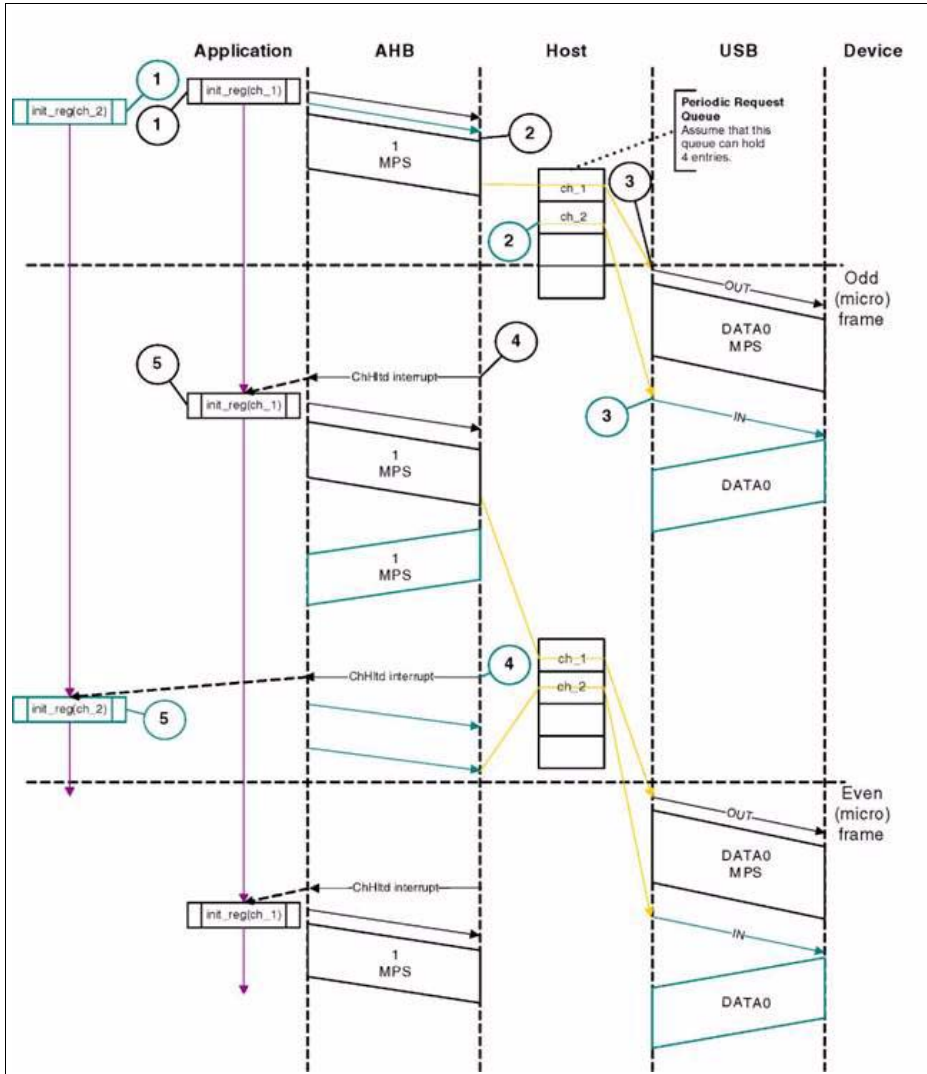 Application AHB Host USB Device
1
init_reg(ch_2)
init_reg(ch_1)
1
2
1
MPS
Periodic Request
Queue
Assume that this
queue can hold
4 entries.
3
ch_1
ch_2
2
Odd
(micro)
frame
OUT
DATA0
MPS
4
5
ChHltd interrupt
init_reg(ch_1)
3
IN
1
MPS
DATA0
1
MPS
4
ch_1
ChHltd interrupt
ch_2
init_reg(ch_2)
5
Even
(micro)
frame
OUT
DATA0
MPS
ChHltd interrupt
init_reg(ch_1)
IN
1
MPS
DATA0